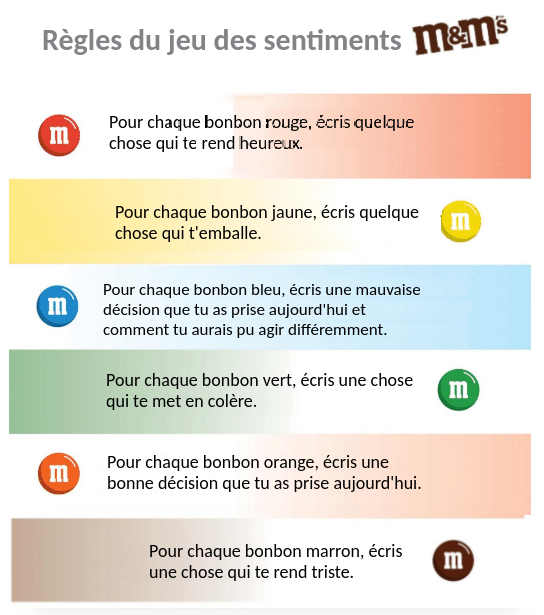 Règles du jeu des sentiments m&m's
m
Pour chaque bonbon rouge, écris quelque
chose qui te rend heureux.
Pour chaque bonbon jaune, écris quelque
chose qui t'emballe.
m
m
Pour chaque bonbon bleu, écris une mauvaise
décision que tu as prise aujourd'hui et
comment tu aurais pu agir différemment.
Pour chaque bonbon vert, écris une chose
qui te met en colère.
m
m
Pour chaque bonbon orange, écris une
bonne décision que tu as prise aujourd'hui.
Pour chaque bonbon marron, écris
une chose qui te rend triste.
m